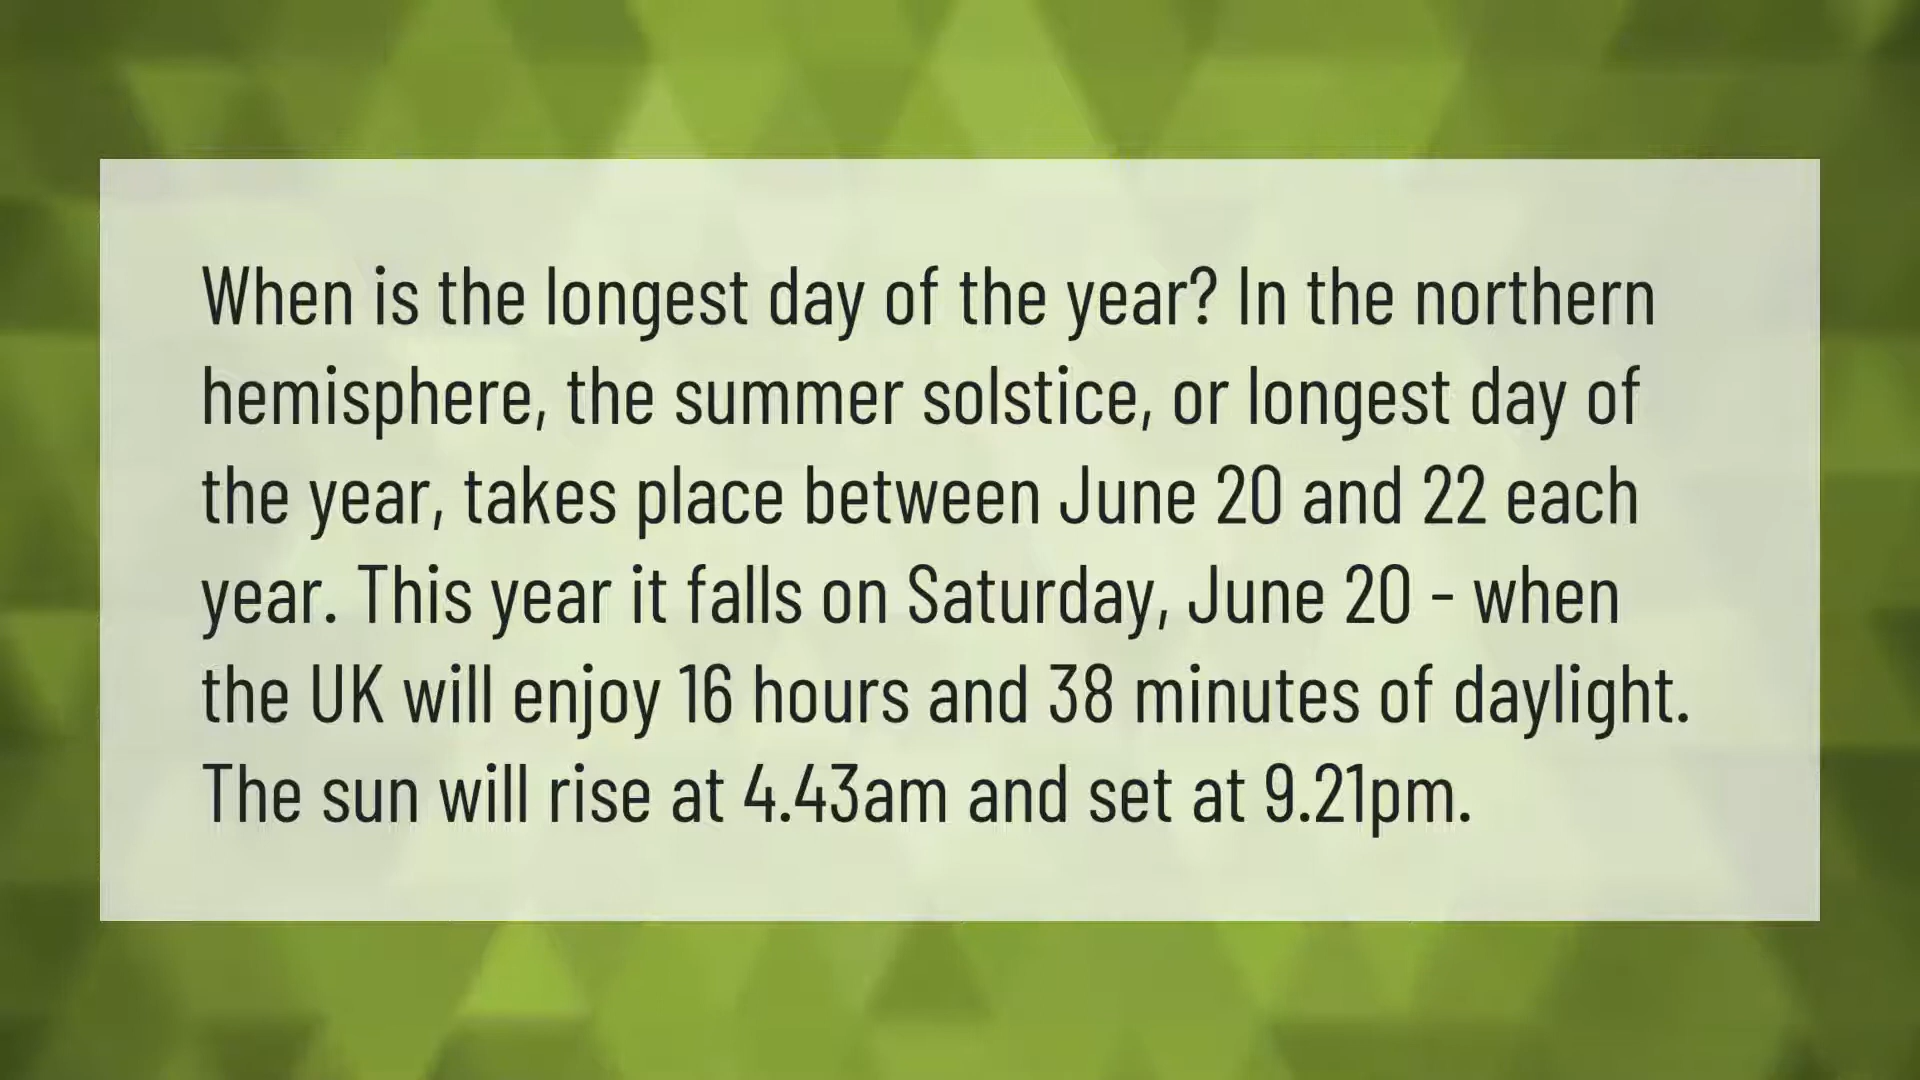 When is the longest day of the year? In the northern
hemisphere, the summer solstice, or longest day of
the year, takes place between June 20 and 22 each
year. This year it falls on Saturday, June 20 - when
the UK will enjoy 16 hours and 38 minutes of daylight.
The sun will rise at 4.43am and set at 9.21pm.